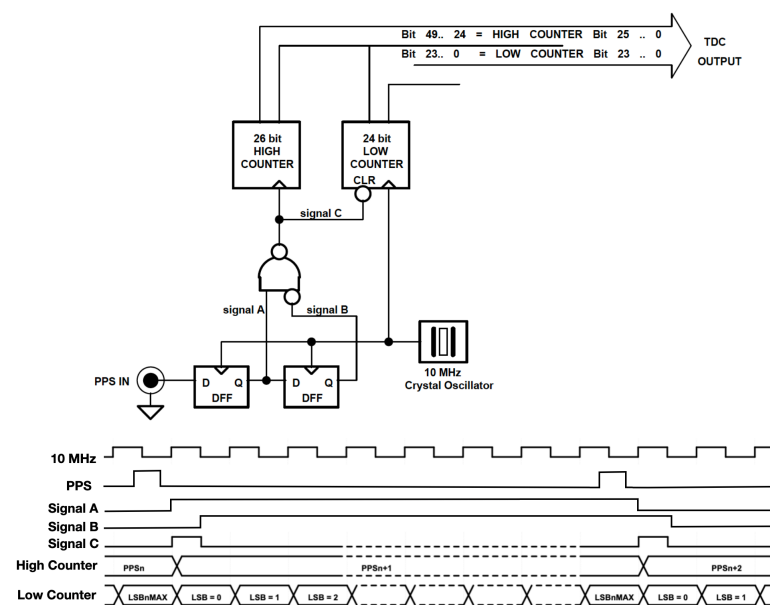 Bit 49.. 24 = HIGH COUNTER Bit 25 .. 0
Bit 23.. 0 = LOW COUNTER Bit 23 .. 0
TDC
OUTPUT
26 bit
HIGH
COUNTER
24 bit
LOW
COUNTER
CLR
signal C
signal A
signal B
PPS IN
D Q
DFF
D Q
DFF
10 MHz
Crystal Oscillator
10 MHz
PPS
Signal A
Signal B
Signal C
High Counter PPSn PPSn+1 PPSn+2
Low Counter LSBnMAX LSB = 0 LSB = 1 LSB = 2 LSBnMAX LSB = 0 LSB = 1